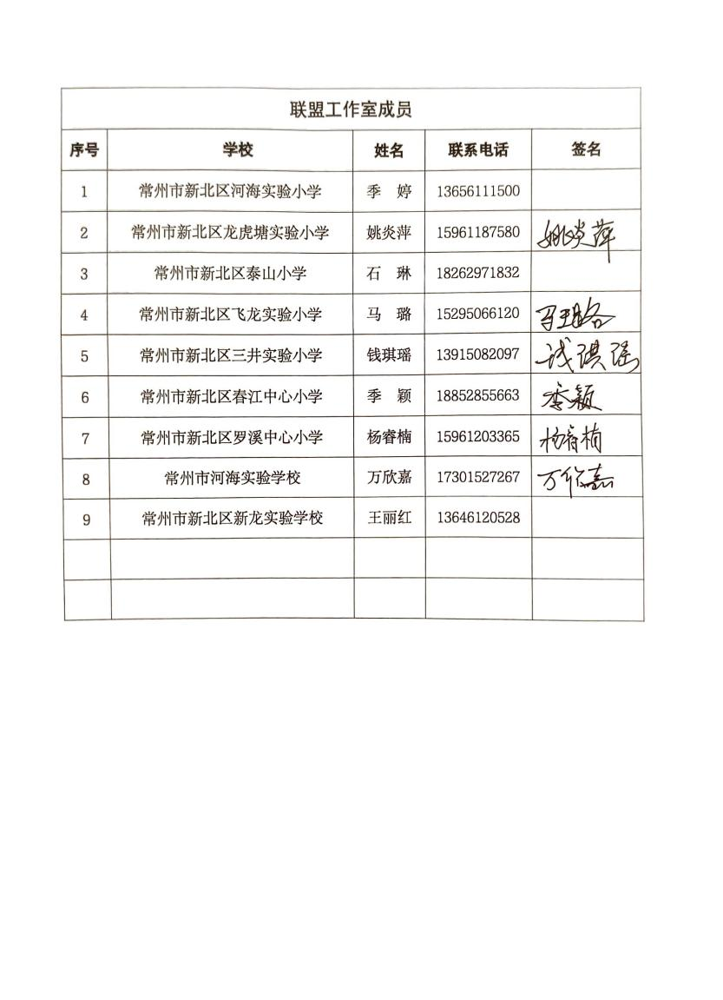 联盟工作室成员
序号 学校 姓名 联系电话 签名
1 常州市新北区河海实验小学 季 婷 13656111500
2 常州市新北区龙虎塘实验小学 姚炎萍 15961187580 姚炎萍
3 常州市新北区泰山小学 石 琳 18262971832
4 常州市新北区飞龙实验小学 马 璐 15295066120 马璐
5 常州市新北区三井实验小学 钱琪瑶 13915082097 钱琪瑶
6 常州市新北区春江中心小学 季 颖 18852855663 季颖
7 常州市新北区罗溪中心小学 杨睿楠 15961203365 杨睿楠
8 常州市河海实验学校 万欣嘉 17301527267 万欣嘉
9 常州市新北区新龙实验学校 王丽红 13646120528